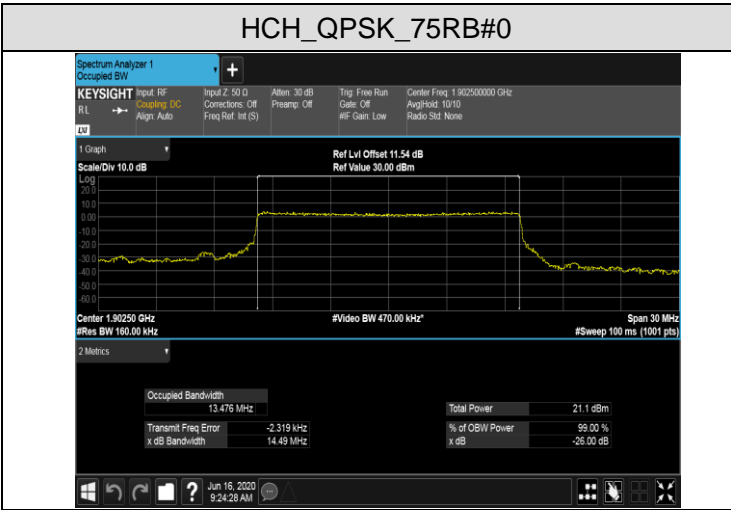 HCH_QPSK_75RB#0
Spectrum Analyzer 1
Occupied BW
+
KEYSIGHT
R L
Input: RF
Coupling: DC
Align: Auto
Input Z: 50 Ω
Corrections: Off
Freq Ref: Int (S)
Atten: 30 dB
Preamp: Off
Trig: Free Run
Gate: Off
#IF Gain: Low
Center Freq: 1.902500000 GHz
Avg|Hold: 10/10
Radio Std: None
1 Graph
Scale/Div 10.0 dB
Ref Lvl Offset 11.54 dB
Ref Value 30.00 dBm
Log
20.0
10.0
0.00
-10.0
-20.0
-30.0
-40.0
-50.0
-60.0
Center 1.90250 GHz
#Res BW 160.00 kHz
#Video BW 470.00 kHz*
Span 30 MHz
#Sweep 100 ms (1001 pts)
2 Metrics
Occupied Bandwidth
13.476 MHz
Transmit Freq Error -2.319 kHz
x dB Bandwidth 14.49 MHz
Total Power 21.1 dBm
% of OBW Power 99.00 %
x dB -26.00 dB
?
Jun 16, 2020
9:24:28 AM